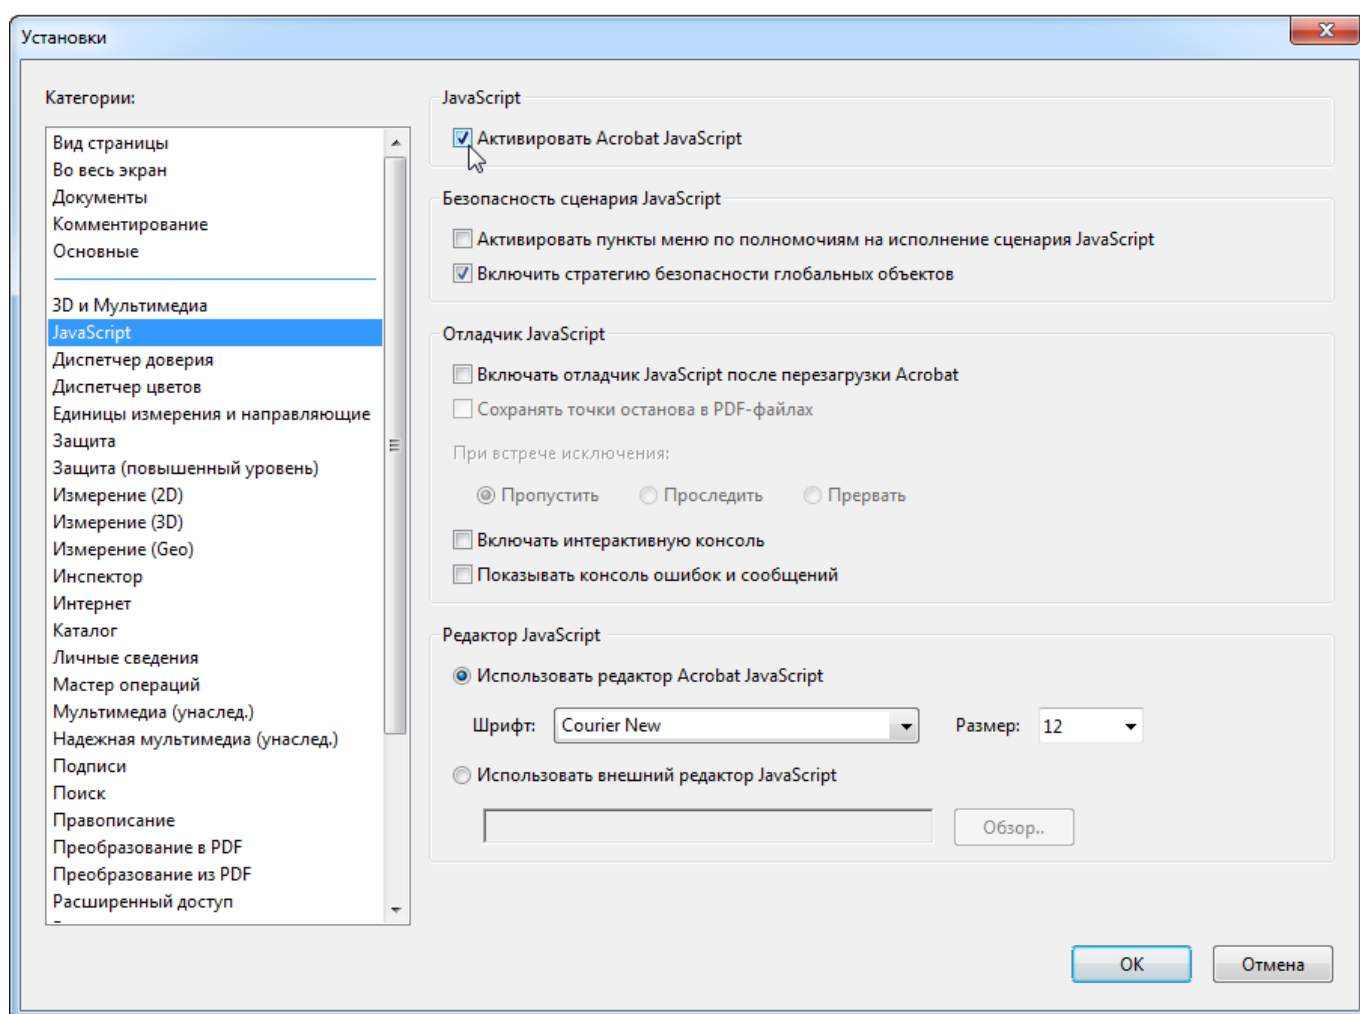 Установки
Категории:
Вид страницы
Во весь экран
Документы
Комментирование
Основные
3D и Мультимедиа
JavaScript
Диспетчер доверия
Диспетчер цветов
Единицы измерения и направляющие
Защита
Защита (повышенный уровень)
Измерение (2D)
Измерение (3D)
Измерение (Geo)
Инспектор
Интернет
Каталог
Личные сведения
Мастер операций
Мультимедиа (унаслед.)
Надежная мультимедиа (унаслед.)
Подписи
Поиск
Правописание
Преобразование в PDF
Преобразование из PDF
Расширенный доступ
JavaScript
Активировать Acrobat JavaScript
Безопасность сценария JavaScript
Активировать пункты меню по полномочиям на исполнение сценария JavaScript
Включить стратегию безопасности глобальных объектов
Отладчик JavaScript
Включать отладчик JavaScript после перезагрузки Acrobat
Сохранять точки останова в PDF-файлах
При встрече исключения:
Пропустить Проследить Прервать
Включать интерактивную консоль
Показывать консоль ошибок и сообщений
Редактор JavaScript
Использовать редактор Acrobat JavaScript
Шрифт: Courier New Размер: 12
Использовать внешний редактор JavaScript
Обзор..
ОК Отмена